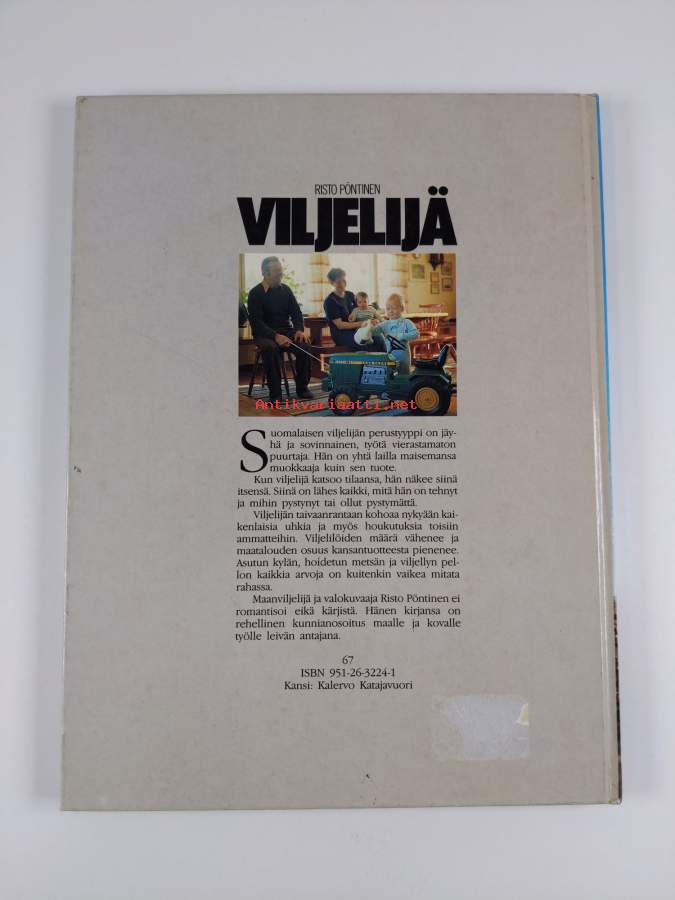 RISTO PÖNTINEN
VILJELIJÄ
Antikvariaatti.net
Suomalaisen viljelijän perustyyppi on jäy-
hä ja sovinnainen, työtä vierastamaton
puurtaja. Hän on yhtä lailla maisemansa
muokkaaja kuin sen tuote.
Kun viljelijä katsoo tilaansa, hän näkee siinä
itsensä. Siinä on lähes kaikki, mitä hän on tehnyt
ja mihin pystynyt tai ollut pystymättä.
Viljelijän taivaanrantaan kohoaa nykyään kai-
kenlaisia uhkia ja myös houkutuksia toisiin
ammatteihin. Viljelilöiden määrä vähenee ja
maatalouden osuus kansantuotteesta pienenee.
Asutun kylän, hoidetun metsän ja viljellyn pel-
lon kaikkia arvoja on kuitenkin vaikea mitata
rahassa.
Maanviljelijä ja valokuvaaja Risto Pöntinen ei
romantisoi eikä kärjistä. Hänen kirjansa on
rehellinen kunnianosoitus maalle ja kovalle
työlle leivän antajana.
67
ISBN 951-26-3224-1
Kansi: Kalervo Katajavuori